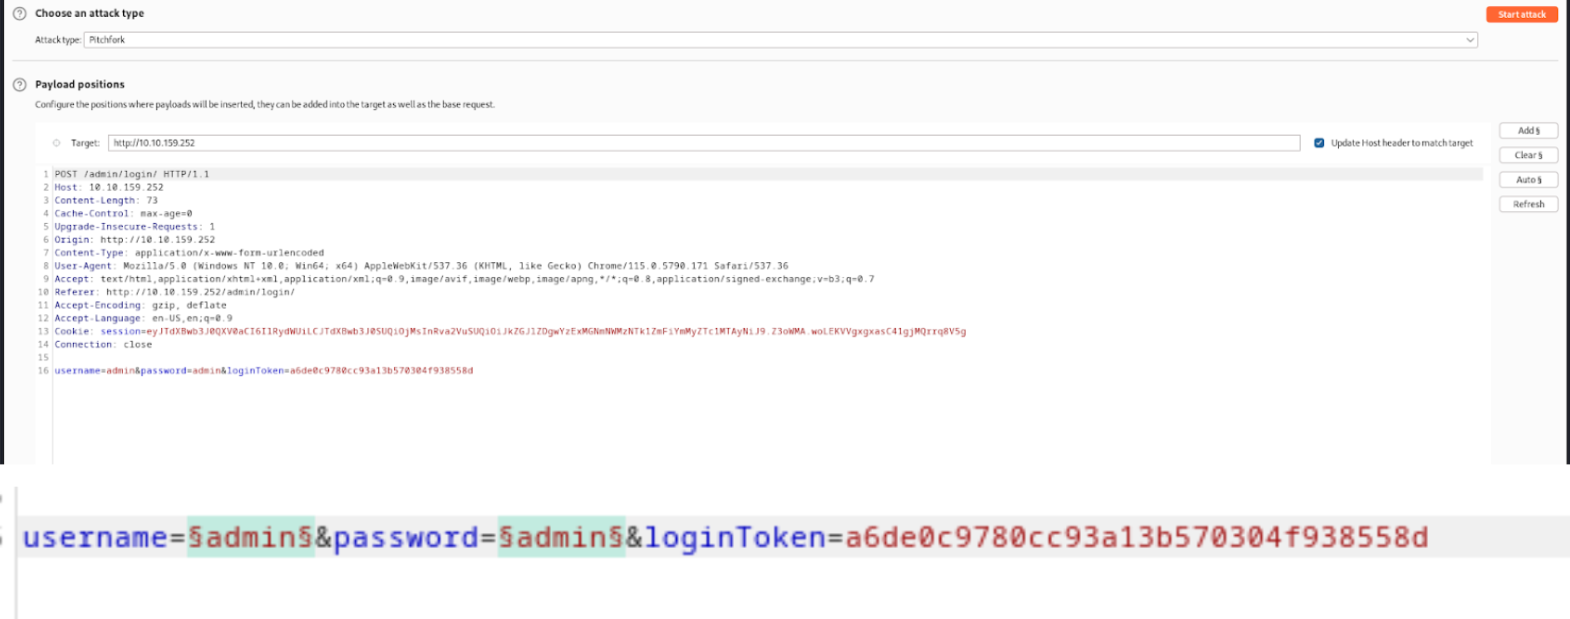 Choose an attack type
Start attack
Attack type: Pitchfork
Payload positions
Configure the positions where payloads will be inserted, they can be added into the target as well as the base request.
Add §
Target: http://10.10.159.252
Update Host header to match target
Clear §
Auto §
Refresh
1 POST /admin/login/ HTTP/1.1
2 Host: 10.10.159.252
3 Content-Length: 73
4 Cache-Control: max-age=0
5 Upgrade-Insecure-Requests: 1
6 Origin: http://10.10.159.252
7 Content-Type: application/x-www-form-urlencoded
8 User-Agent: Mozilla/5.0 (Windows NT 10.0; Win64; x64) AppleWebKit/537.36 (KHTML, like Gecko) Chrome/115.0.5790.171 Safari/537.36
9 Accept: text/html,application/xhtml+xml,application/xml;q=0.9,image/avif,image/webp,image/apng,*/*;q=0.8,application/signed-exchange;v=b3;q=0.7
10 Referer: http://10.10.159.252/admin/login/
11 Accept-Encoding: gzip, deflate
12 Accept-Language: en-US,en;q=0.9
13 Cookie:
14 Connection: close
15
16 username=admin&password=admin&loginToken=a6de0c9780cc93a13b570304f938558d
username=§admin§&password=§admin§&loginToken=a6de0c9780cc93a13b570304f938558d